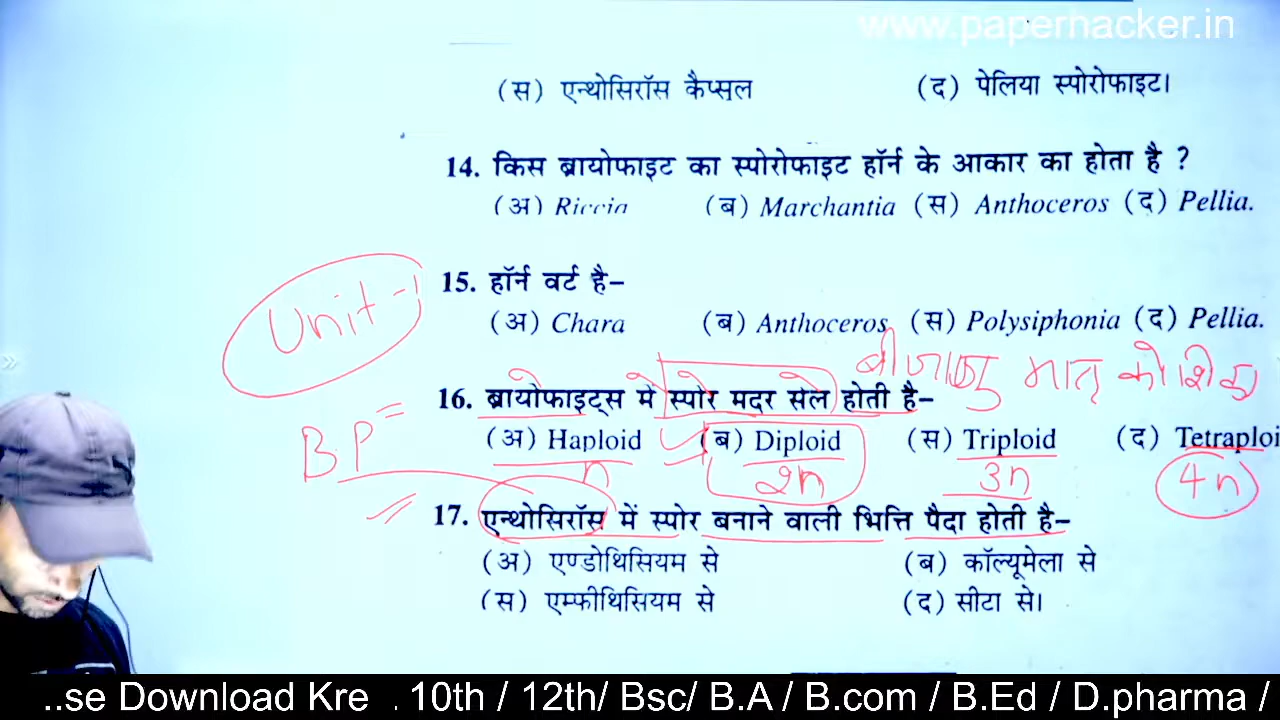 www.paperhacker.in
(स) एन्थोसिरॉस कैप्सूल (द) पेलिया स्पोरोफाइट।
14. किस ब्रायोफाइट का स्पोरोफाइट हॉर्न के आकार का होता है ?
(अ) Riccia (ब) Marchantia (स) Anthoceros (द) Pellia.
15. हॉर्न वर्ट है-
(अ) Chara (ब) Anthoceros (स) Polysiphonia (द) Pellia.
Unit-1
बीजाणु मातृ कोशिका
16. ब्रायोफाइट्स में स्पोर मदर सेल होती है-
(अ) Haploid (ब) Diploid (स) Triploid (द) Tetraploi
n 2n 3n 4n
BP
17. एन्थोसिरॉस में स्पोर बनाने वाली भित्ति पैदा होती है-
(अ) एण्डोथिसियम से (ब) कॉल्यूमेला से
(स) एम्फीथिसियम से (द) सीटा से।
..se Download Kre . 10th / 12th/ Bsc/ B.A / B.com / B.Ed / D.pharma /